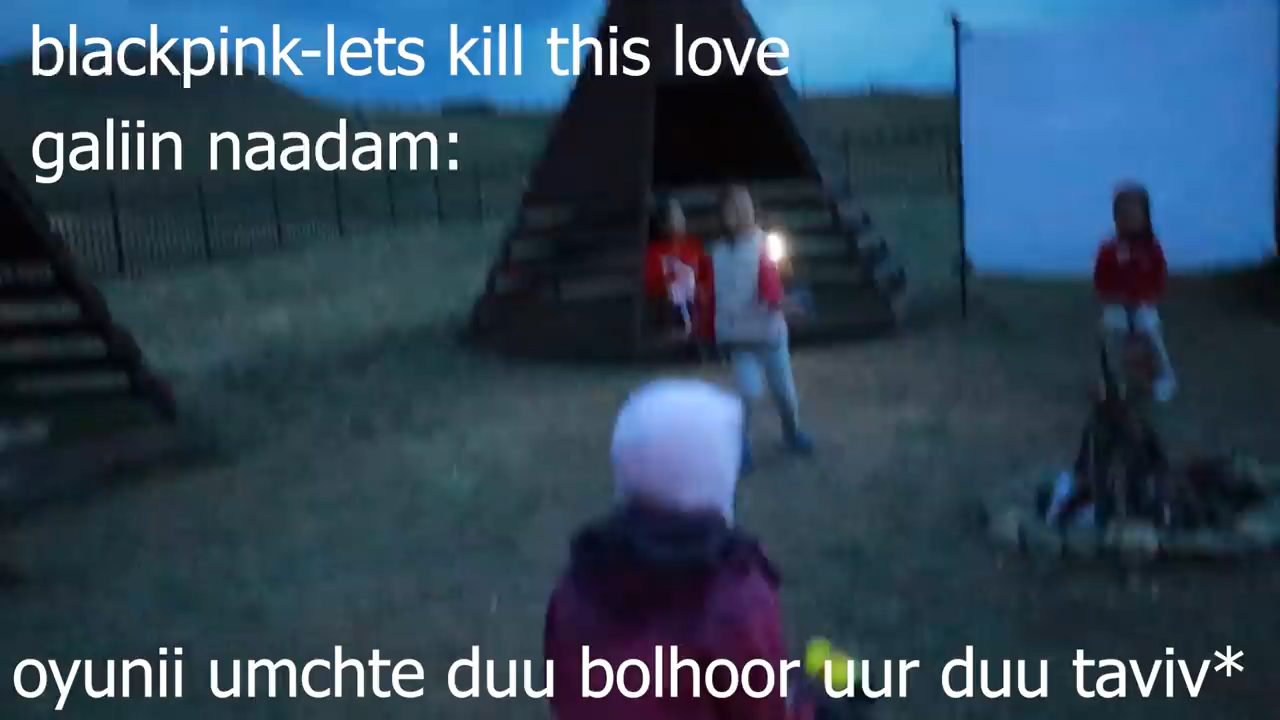 blackpink-lets kill this love
galiin naadam:
oyunii umchte duu bolhoor uur duu taviv*